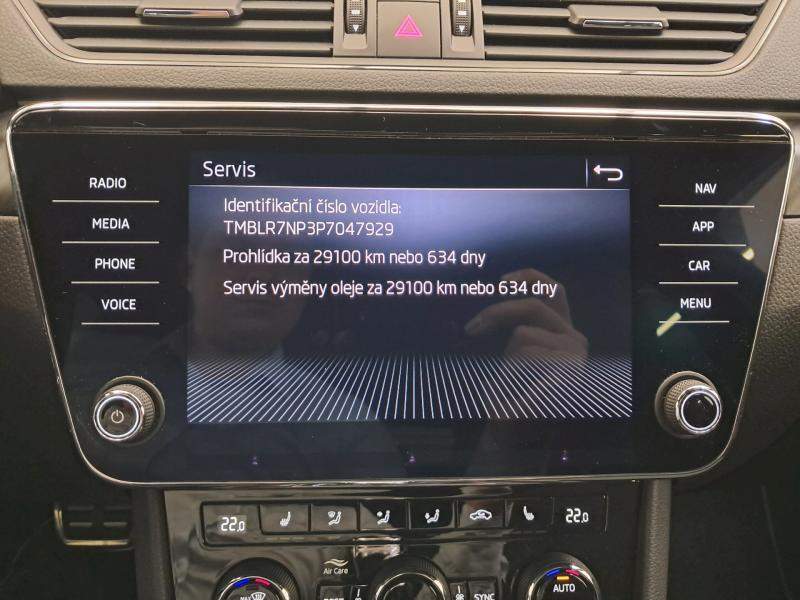 Servis
RADIO
MEDIA
PHONE
VOICE
Identifikační číslo vozidla:
TMBLR7NP3P7047929
Prohlídka za 29100 km nebo 634 dny
Servis výměny oleje za 29100 km nebo 634 dny
NAV
APP
CAR
MENU
22.0
22.0
Air Care
MAX
SYNC
AUTO